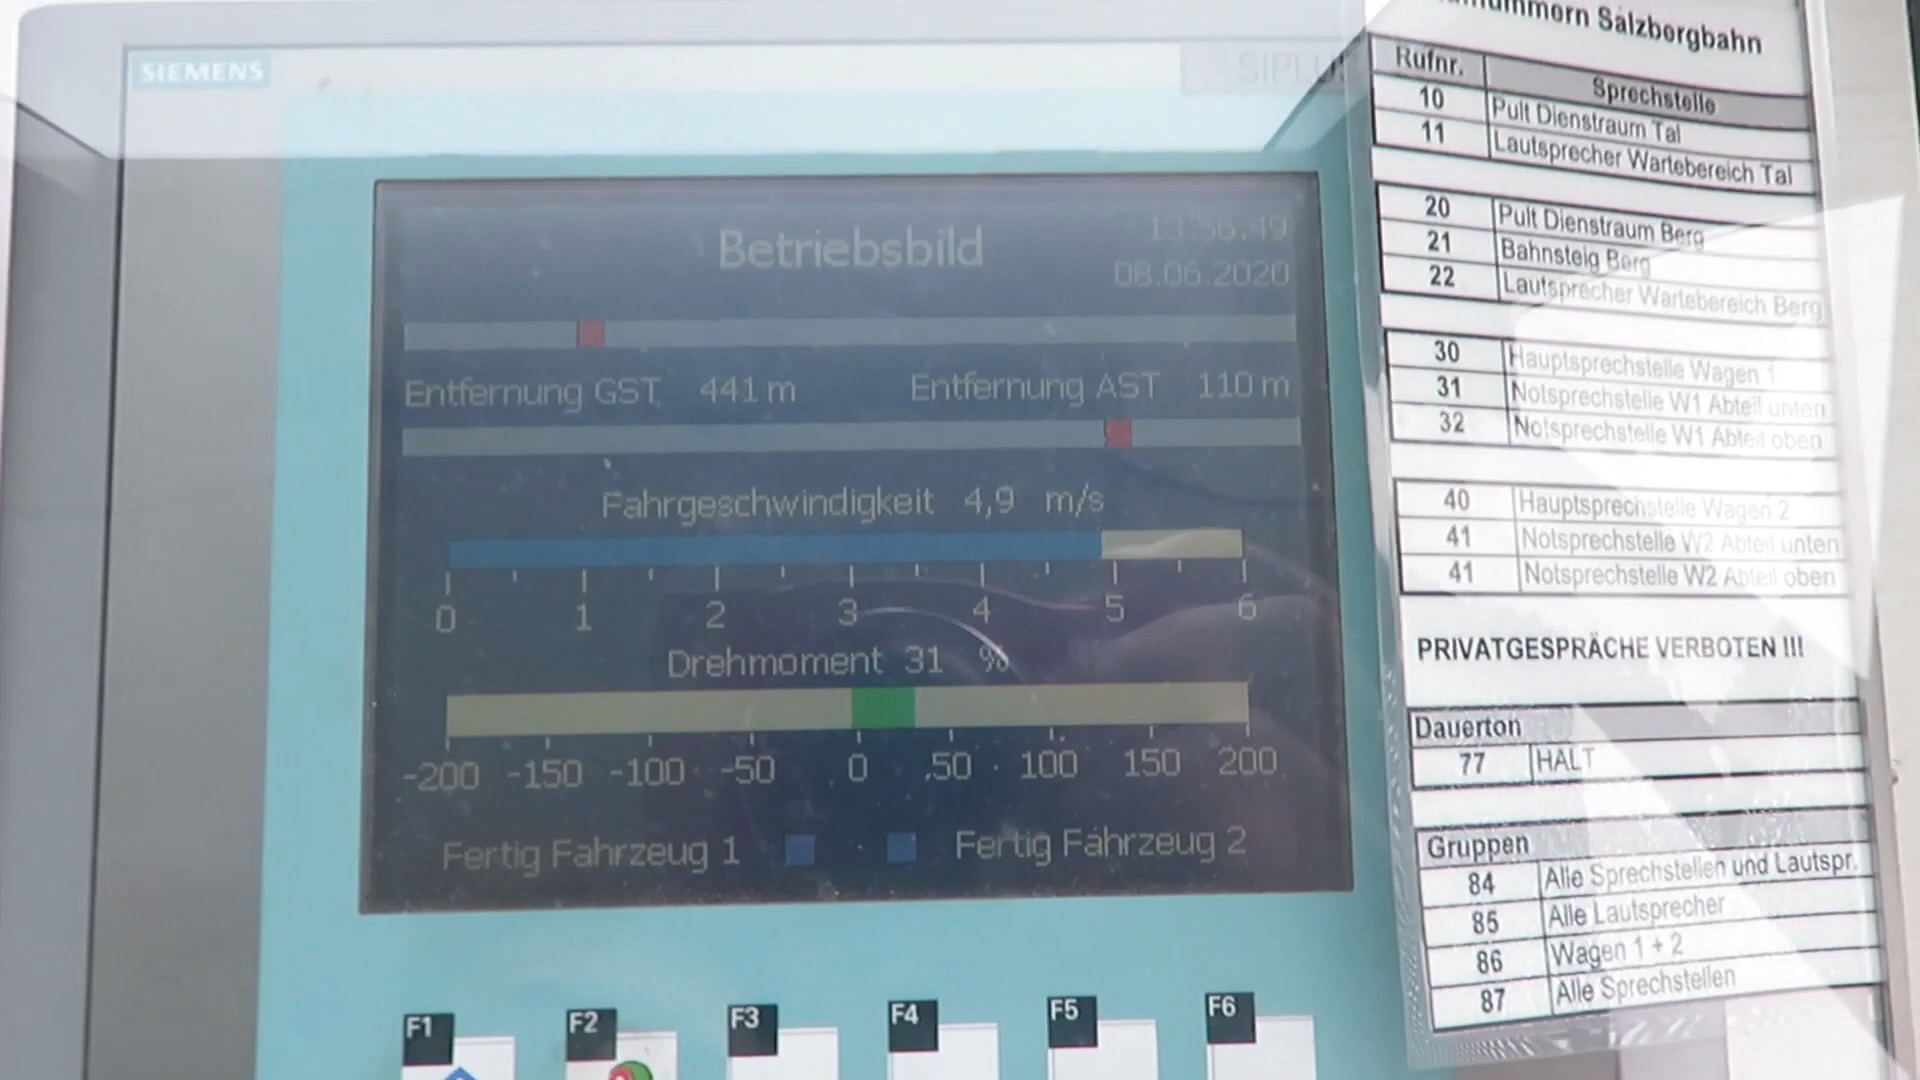 SIEMENS
SIPLUS
Betriebsbild
13:56:49
08.06.2020
Entfernung GST 441 m
Entfernung AST 110 m
Fahrgeschwindigkeit 4,9 m/s
0 1 2 3 4 5 6
Drehmoment 31 %
-200 -150 -100 -50 0 50 100 150 200
Fertig Fahrzeug 1
Fertig Fahrzeug 2
F1 F2 F3 F4 F5 F6
Salzbergbahn
Rufnr. Sprechstelle
10 Pult Dienstraum Tal
11 Lautsprecher Wartebereich Tal
20 Pult Dienstraum Berg
21 Bahnsteig Berg
22 Lautsprecher Wartebereich Berg
30 Hauptsprechstelle Wagen 1
31 Notsprechstelle W1 Abteil unten
32 Notsprechstelle W1 Abteil oben
40 Hauptsprechstelle Wagen 2
41 Notsprechstelle W2 Abteil unten
41 Notsprechstelle W2 Abteil oben
PRIVATGESPRÄCHE VERBOTEN !!!
Dauerton
77 HALT
Gruppen
84 Alle Sprechstellen und Lautspr.
85 Alle Lautsprecher
86 Wagen 1 + 2
87 Alle Sprechstellen